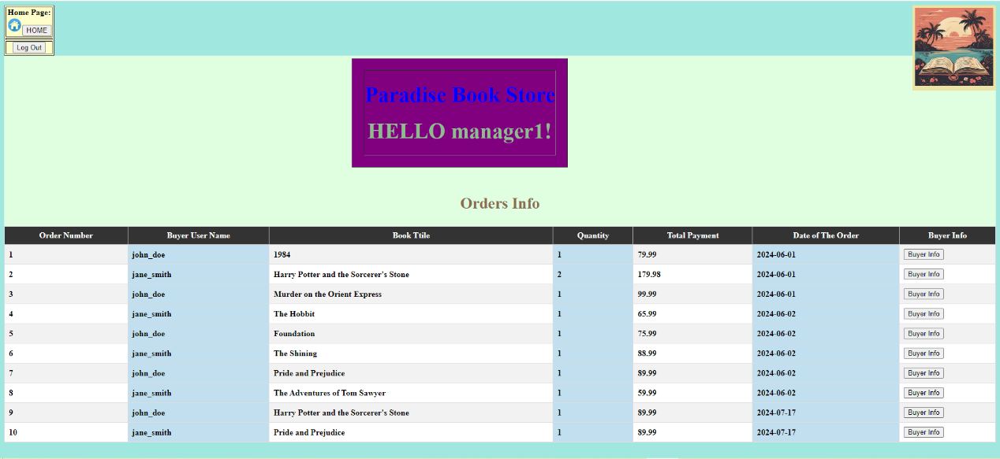 Home Page:
HOME
Log Out
Paradise Book Store
HELLO manager1!
Orders Info
Order Number Buyer User Name Book Ttile Quantity Total Payment Date of The Order Buyer Info
1 john_doe 1984 1 79.99 2024-06-01 Buyer Info
2 jane_smith Harry Potter and the Sorcerer's Stone 2 179.98 2024-06-01 Buyer Info
3 john_doe Murder on the Orient Express 1 99.99 2024-06-01 Buyer Info
4 jane_smith The Hobbit 1 65.99 2024-06-02 Buyer Info
5 john_doe Foundation 1 75.99 2024-06-02 Buyer Info
6 jane_smith The Shining 1 88.99 2024-06-02 Buyer Info
7 john_doe Pride and Prejudice 1 89.99 2024-06-02 Buyer Info
8 jane_smith The Adventures of Tom Sawyer 1 59.99 2024-06-02 Buyer Info
9 john_doe Harry Potter and the Sorcerer's Stone 1 89.99 2024-07-17 Buyer Info
10 jane_smith Pride and Prejudice 1 89.99 2024-07-17 Buyer Info